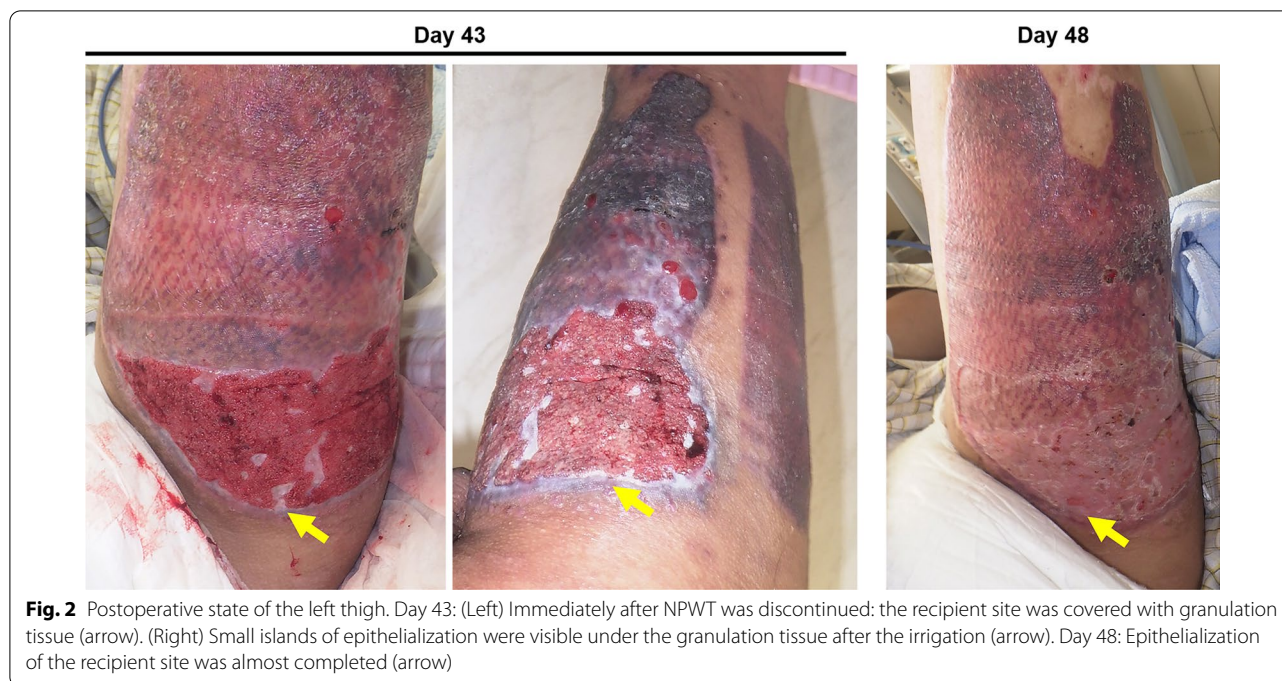 Day 43
Day 48
Fig. 2 Postoperative state of the left thigh. Day 43: (Left) Immediately after NPWT was discontinued: the recipient site was covered with granulation
tissue (arrow). (Right) Small islands of epithelialization were visible under the granulation tissue after the irrigation (arrow). Day 48: Epithelialization
of the recipient site was almost completed (arrow)